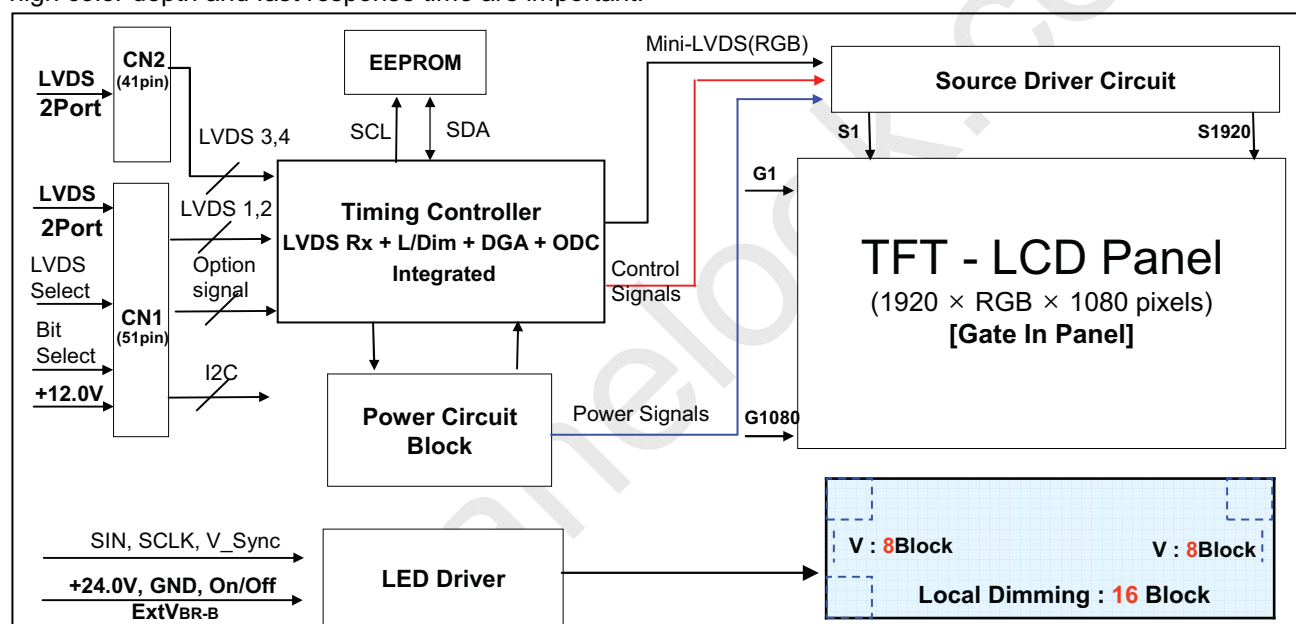 high color depth and fast response time are important.
CN2
(41pin)
LVDS
2Port
LVDS 3,4
EEPROM
SCL
SDA
Mini-LVDS(RGB)
Source Driver Circuit
S1
S1920
LVDS
2Port
LVDS 1,2
LVDS
Select
Option
signal
CN1
(51pin)
Bit
Select
+12.0V
I2C
Timing Controller
LVDS Rx + L/Dim + DGA + ODC
Integrated
Control
Signals
G1
TFT - LCD Panel
(1920 × RGB × 1080 pixels)
[Gate In Panel]
G1080
Power Circuit
Block
Power Signals
SIN, SCLK, V_Sync
+24.0V, GND, On/Off
ExtVBR-B
LED Driver
V : 8Block
V : 8Block
Local Dimming : 16 Block